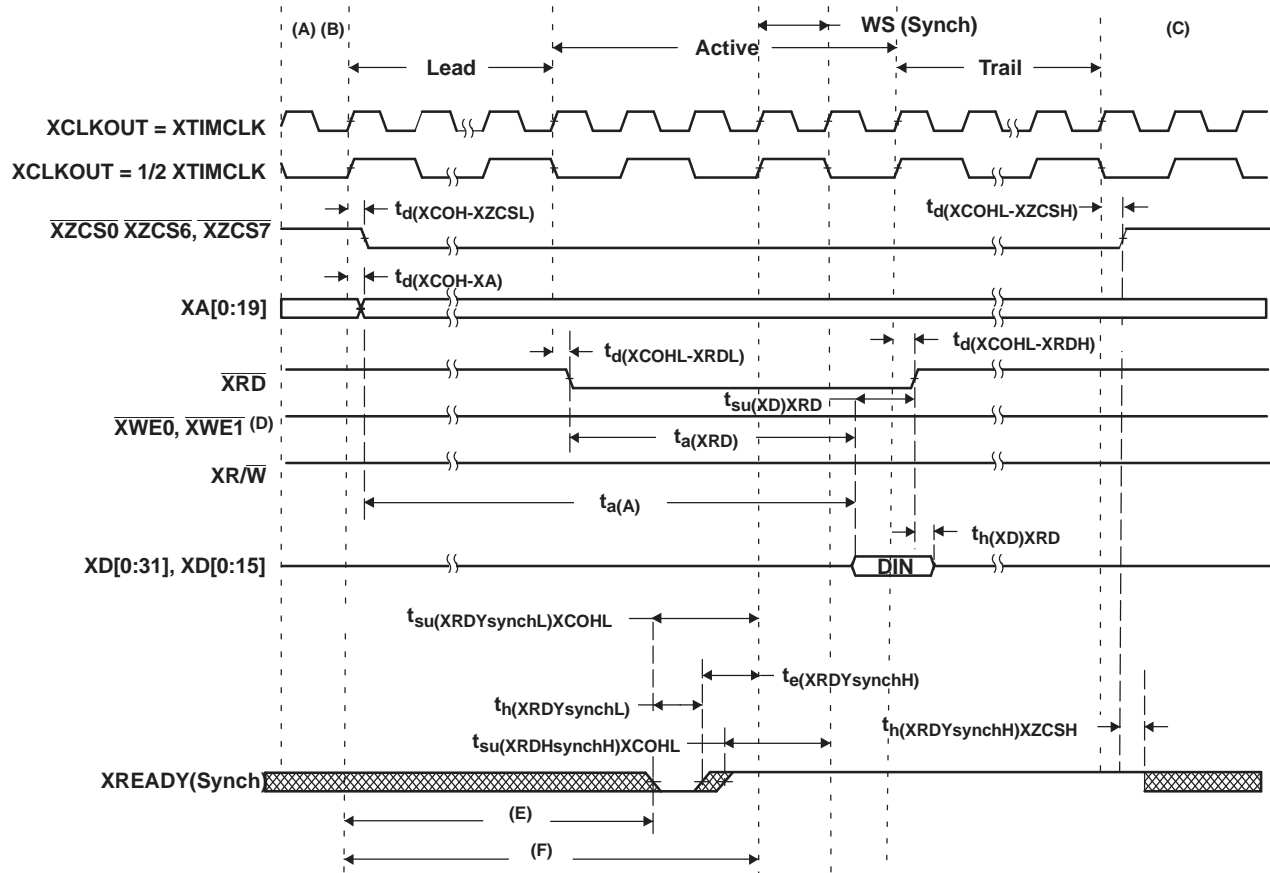 (A) (B)
WS (Synch)
(C)
Active
Lead
Trail
XCLKOUT = XTIMCLK
XCLKOUT = 1/2 XTIMCLK
td(XCOH-XZCSL)
td(XCOHL-XZCSH)
XZCS0 XZCS6, XZCS7
td(XCOH-XA)
XA[0:19]
td(XCOHL-XRDL)
td(XCOHL-XRDH)
XRD
tsu(XD)XRD
XWE0, XWE1 (D)
ta(XRD)
XR/W
ta(A)
th(XD)XRD
XD[0:31], XD[0:15]
DIN
tsu(XRDYsynchL)XCOHL
te(XRDYsynchH)
th(XRDYsynchL)
th(XRDYsynchH)XZCSH
tsu(XRDHsynchH)XCOHL
XREADY(Synch)
(E)
(F)